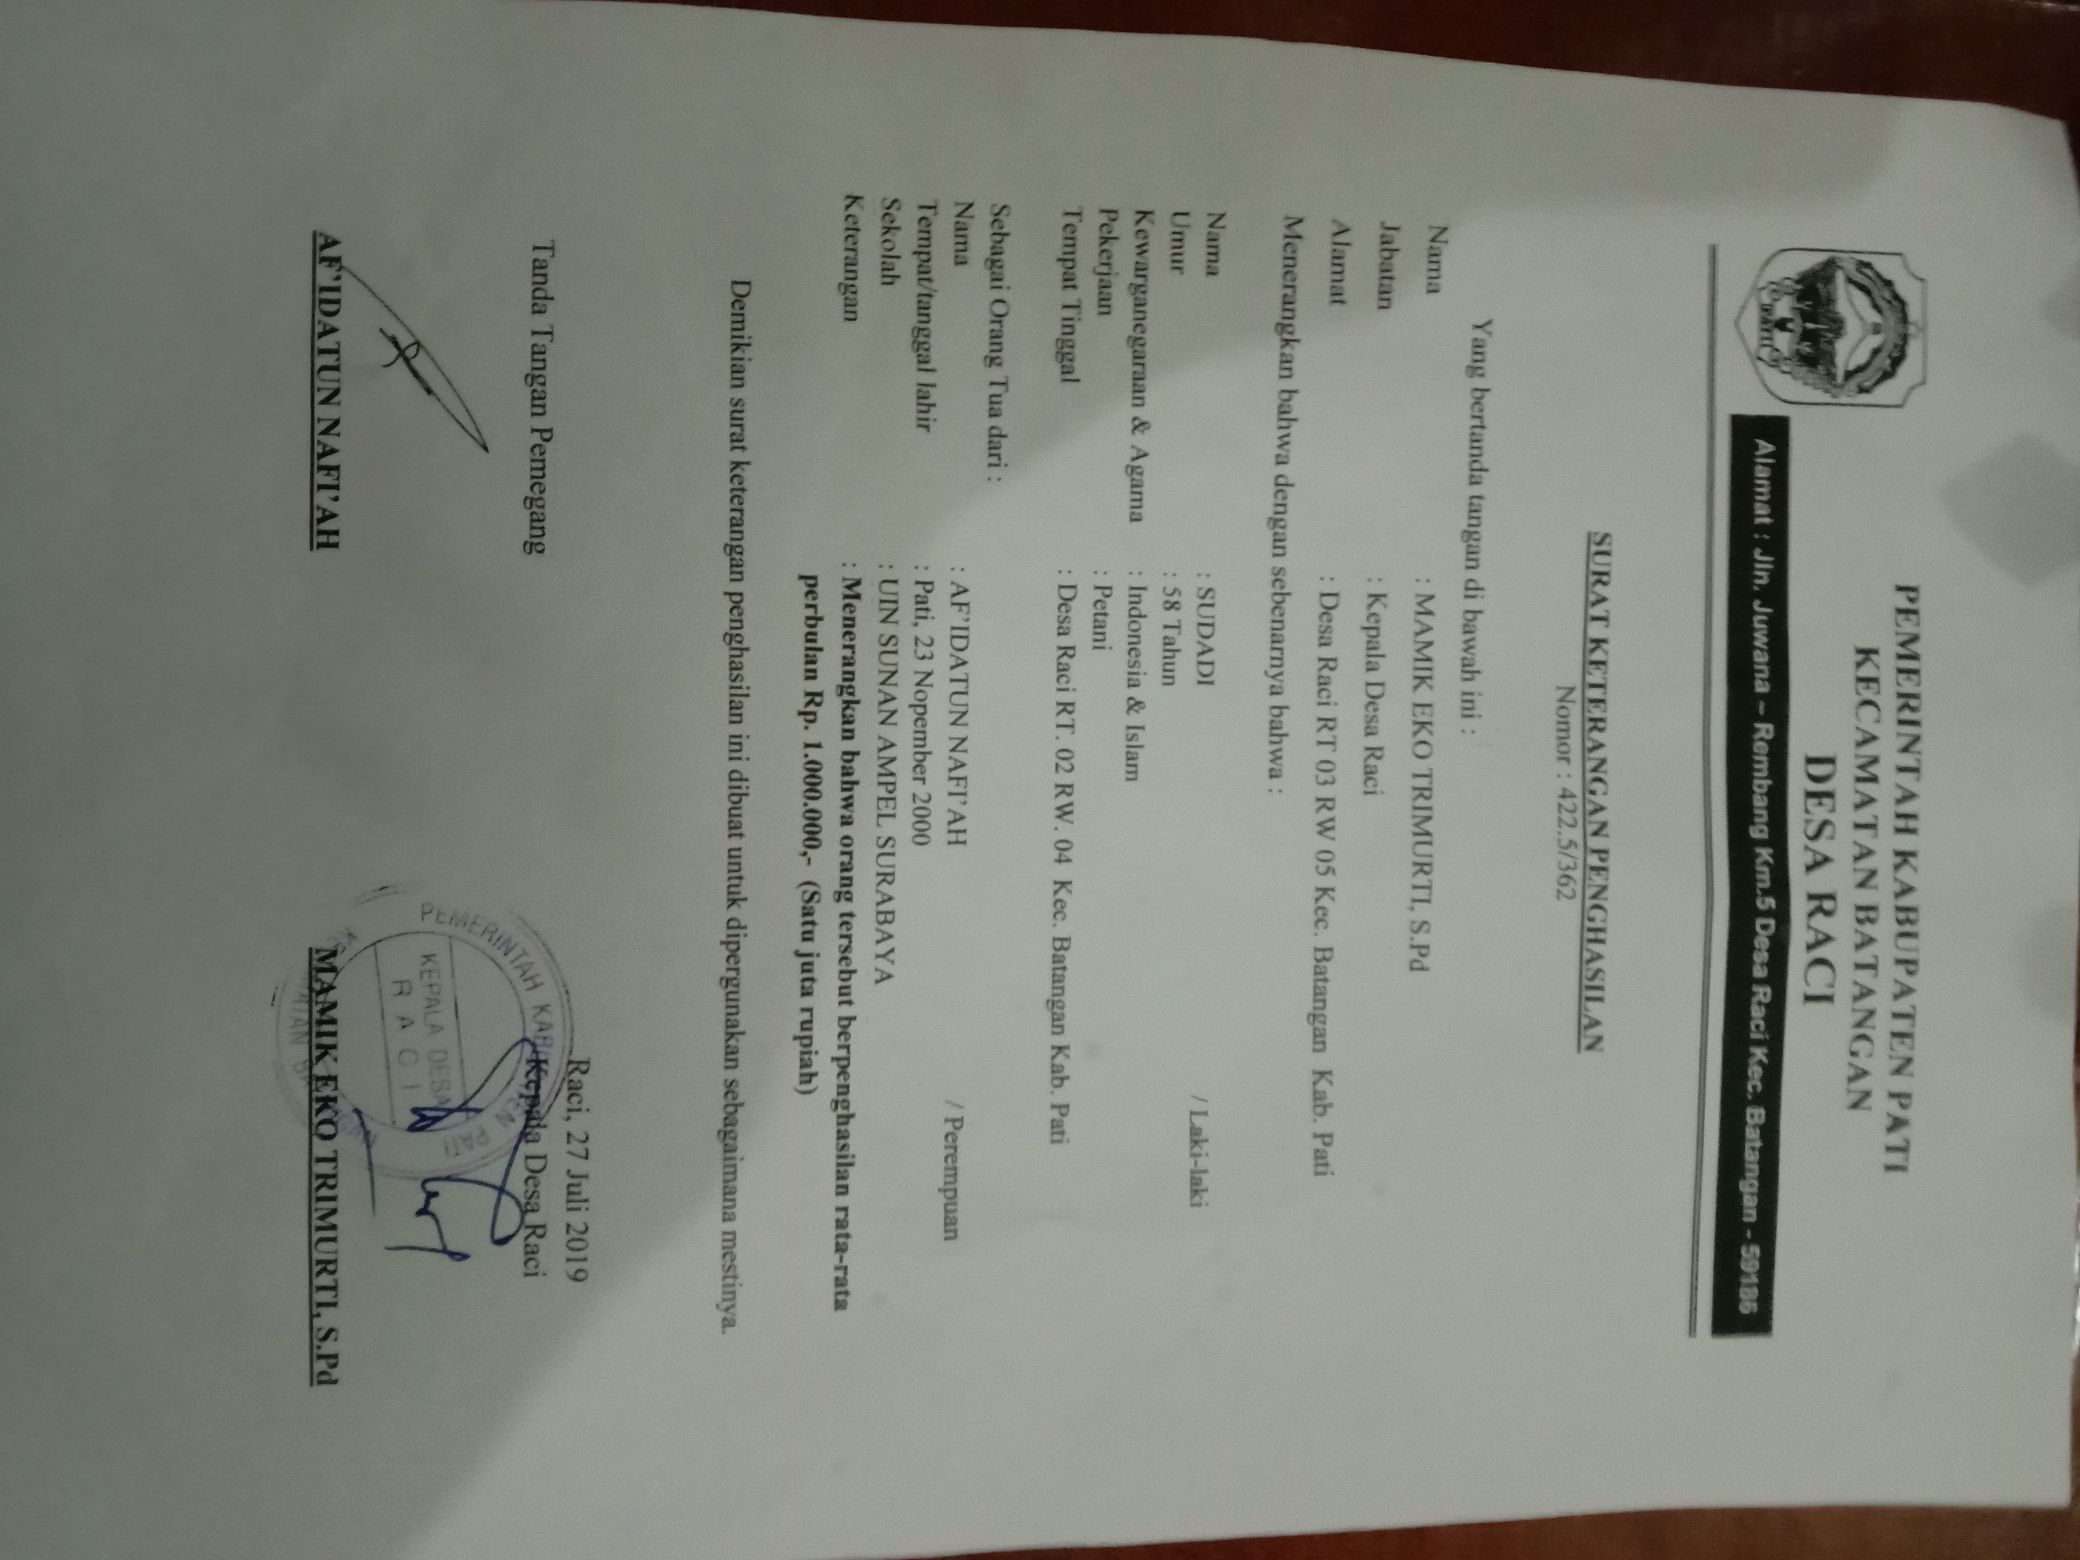 PEMERINTAH KABUPATEN PATI
KECAMATAN BATANGAN
DESA RACI
PATI
Alamat : Jln. Juwana – Rembang Km.5 Desa Raci Kec. Batangan - 59186
SURAT KETERANGAN PENGHASILAN
Nomor : 422.5/362
Yang bertanda tangan di bawah ini :
Nama : MAMIK EKO TRIMURTI, S.Pd
Jabatan : Kepala Desa Raci
Alamat : Desa Raci RT 03 RW 05 Kec. Batangan Kab. Pati
Menerangkan bahwa dengan sebenarnya bahwa :
Nama : SUDADI / Laki-laki
Umur : 58 Tahun
Kewarganegaraan & Agama : Indonesia & Islam
Pekerjaan : Petani
Tempat Tinggal : Desa Raci RT. 02 RW. 04 Kec. Batangan Kab. Pati
Sebagai Orang Tua dari :
Nama : AF'IDATUN NAFI'AH / Perempuan
Tempat/tanggal lahir : Pati, 23 Nopember 2000
Sekolah : UIN SUNAN AMPEL SURABAYA
Keterangan : Menerangkan bahwa orang tersebut berpenghasilan rata-rata
perbulan Rp. 1.000.000,- (Satu juta rupiah)
Demikian surat keterangan penghasilan ini dibuat untuk dipergunakan sebagaimana mestinya.
Raci, 27 Juli 2019
Tanda Tangan Pemegang Kepala Desa Raci
PEMERINTAH KABUPATEN PATI
KEPALA DESA
RACI
AF'IDATUN NAFI'AH MAMIK EKO TRIMURTI, S.Pd